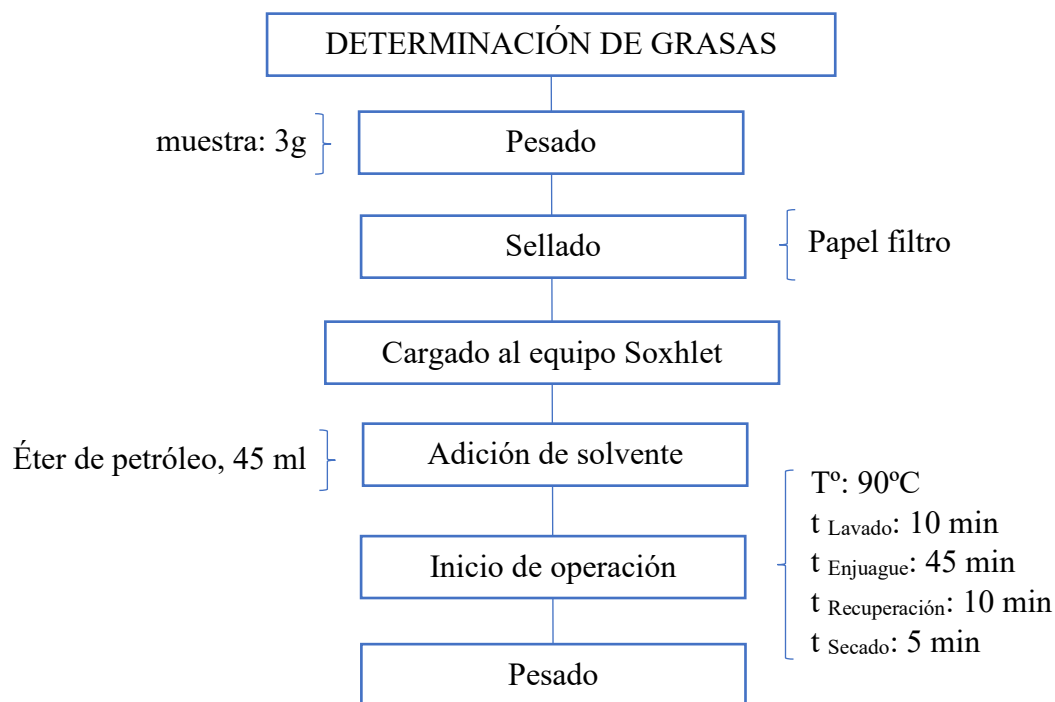 DETERMINACIÓN DE GRASAS
muestra: 3g
Pesado
Sellado
Papel filtro
Cargado al equipo Soxhlet
Éter de petróleo, 45 ml
Adición de solvente
Inicio de operación
Tº: 90ºC
t Lavado: 10 min
t Enjuague: 45 min
t Recuperación: 10 min
t Secado: 5 min
Pesado